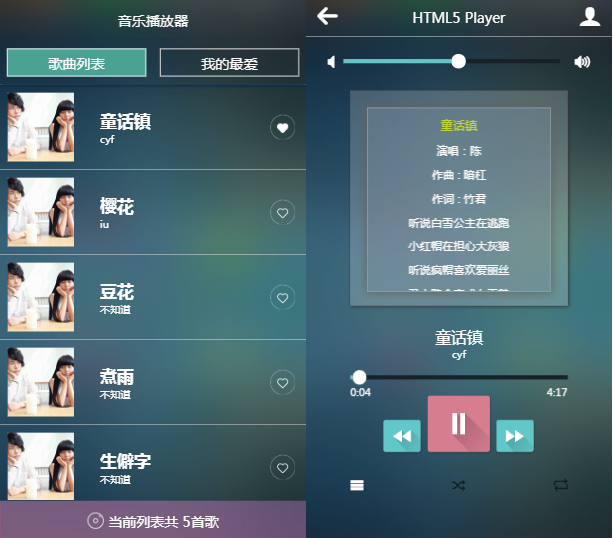 音乐播放器
歌曲列表
我的最爱
童话镇
cyf
樱花
iu
豆花
不知道
煮雨
不知道
生僻字
不知道
当前列表共 5首歌
HTML5 Player
童话镇
演唱 : 陈
作曲 : 暗杠
作词 : 竹君
听说白雪公主在逃跑
小红帽在担心大灰狼
听说疯帽喜欢爱丽丝
童话镇
cyf
0:04
4:17